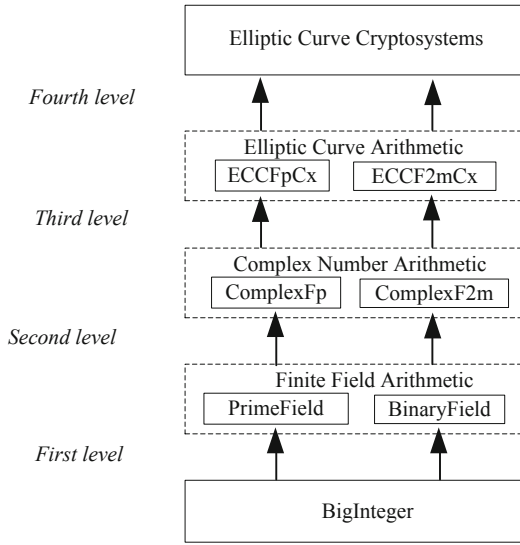 Elliptic Curve Cryptosystems
Fourth level
Elliptic Curve Arithmetic
ECCFpCx
ECCF2mCx
Third level
Complex Number Arithmetic
ComplexFp
ComplexF2m
Second level
Finite Field Arithmetic
PrimeField
BinaryField
First level
BigInteger